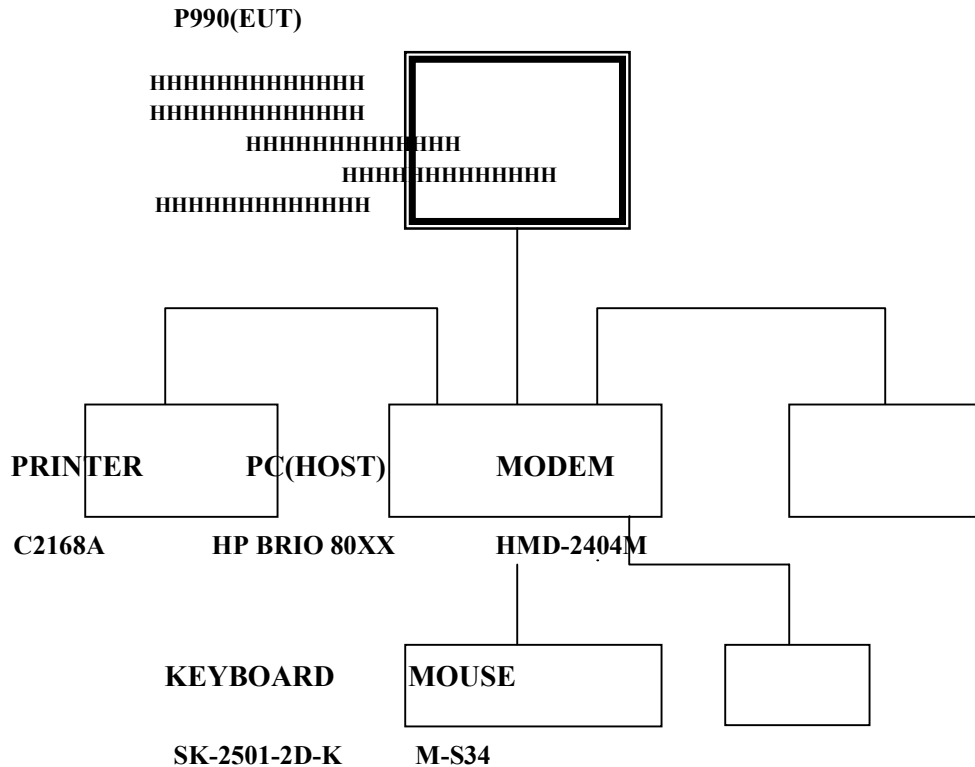 P990(EUT)
HHHHHHHHHHHHH
HHHHHHHHHHHHH
HHHHHHHHHHHHH
HHHHHHHHHHHHH
HHHHHHHHHHHHH
PRINTER PC(HOST) MODEM
C2168A HP BRIO 80XX HMD-2404M
KEYBOARD MOUSE
SK-2501-2D-K M-S34